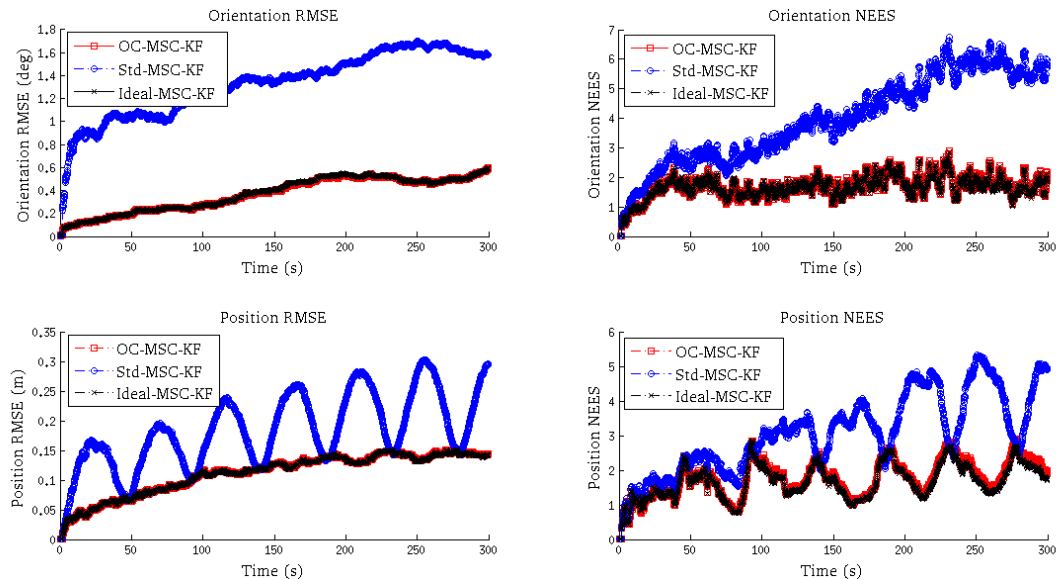 Orientation RMSE
Orientation RMSE (deg)
1.8
1.6
1.4
1.2
1
0.8
0.6
0.4
0.2
0
OC-MSC-KF
Std-MSC-KF
Ideal-MSC-KF
0 50 100 150 200 250 300
Time (s)
Orientation NEES
Orientation NEES
7
6
5
4
3
2
1
0
OC-MSC-KF
Std-MSC-KF
Ideal-MSC-KF
0 50 100 150 200 250 300
Time (s)
Position RMSE
Position RMSE (m)
0.35
0.3
0.25
0.2
0.15
0.1
0.05
0
OC-MSC-KF
Std-MSC-KF
Ideal-MSC-KF
0 50 100 150 200 250 300
Time (s)
Position NEES
Position NEES
6
5
4
3
2
1
0
OC-MSC-KF
Std-MSC-KF
Ideal-MSC-KF
0 50 100 150 200 250 300
Time (s)